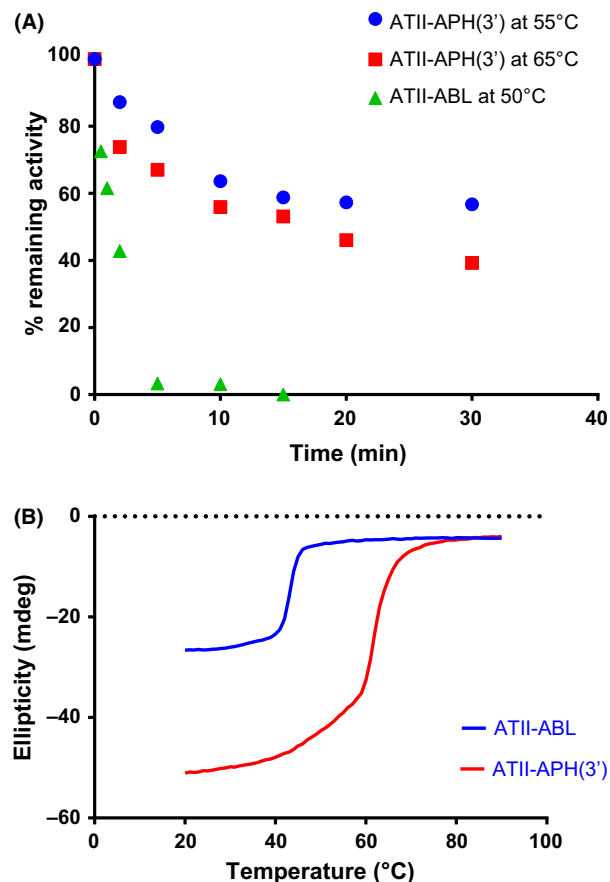 (A)
ATII-APH(3') at 55°C
ATII-APH(3') at 65°C
ATII-ABL at 50°C
100
80
60
40
20
0
% remaining activity
0 10 20 30 40
Time (min)
(B)
0
–20
–40
–60
Ellipticity (mdeg)
ATII-ABL
ATII-APH(3')
0 20 40 60 80 100
Temperature (°C)